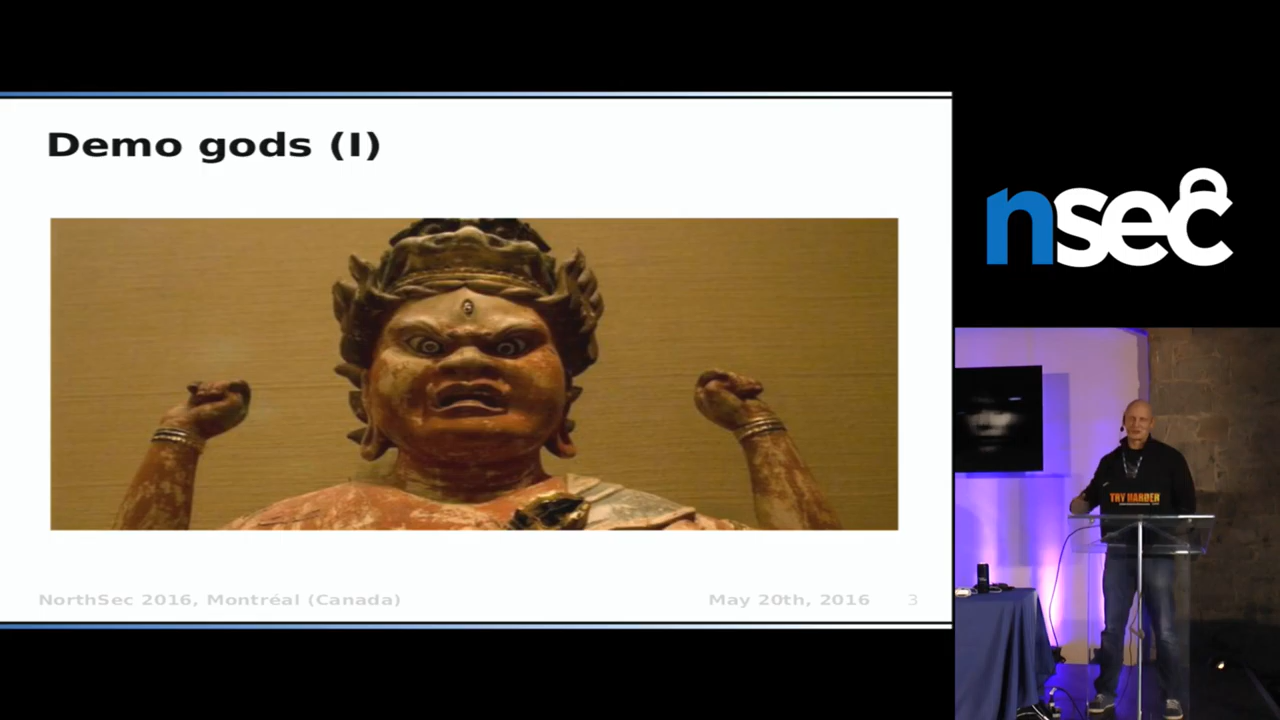 Demo gods (I)
NorthSec 2016, Montréal (Canada)
May 20th, 2016
3
nsec
TRY HARDER